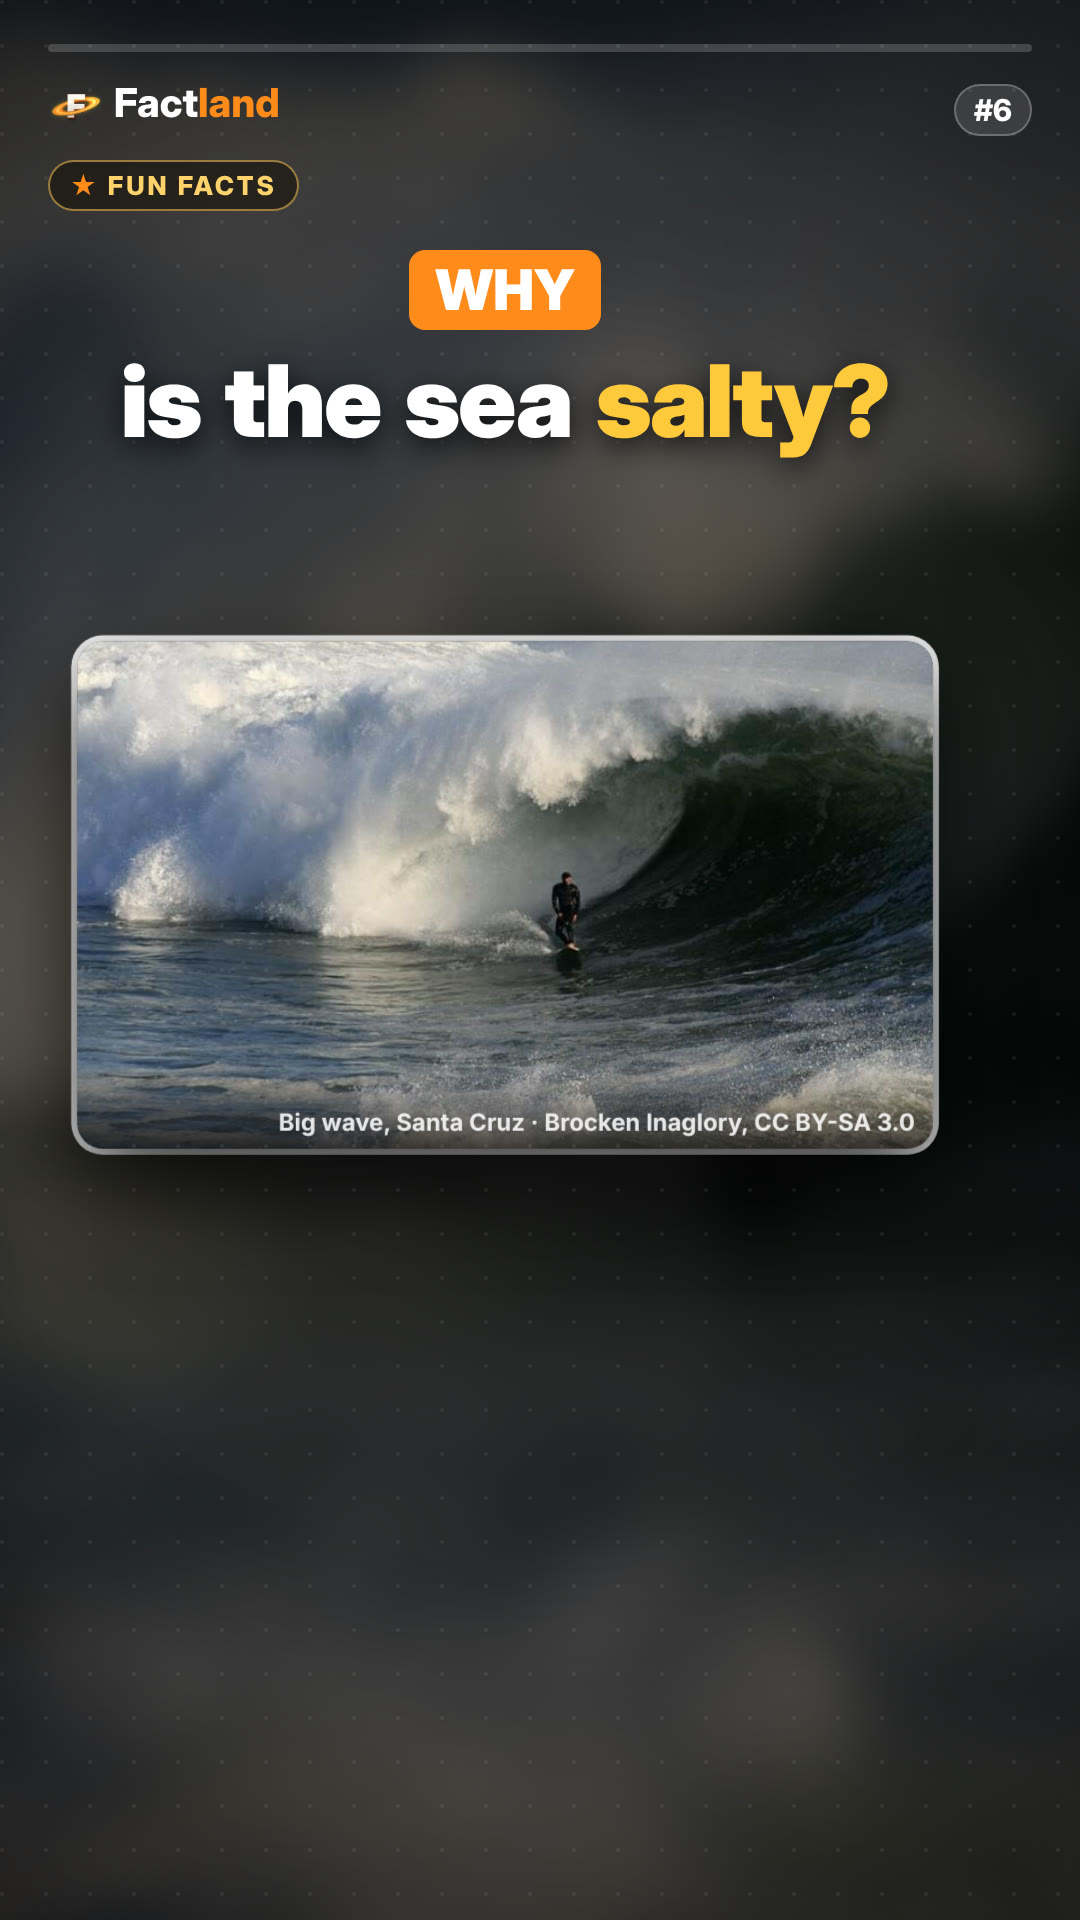 Factland
#6
★ FUN FACTS
WHY
is the sea salty?
Big wave, Santa Cruz · Brocken Inaglory, CC BY-SA 3.0